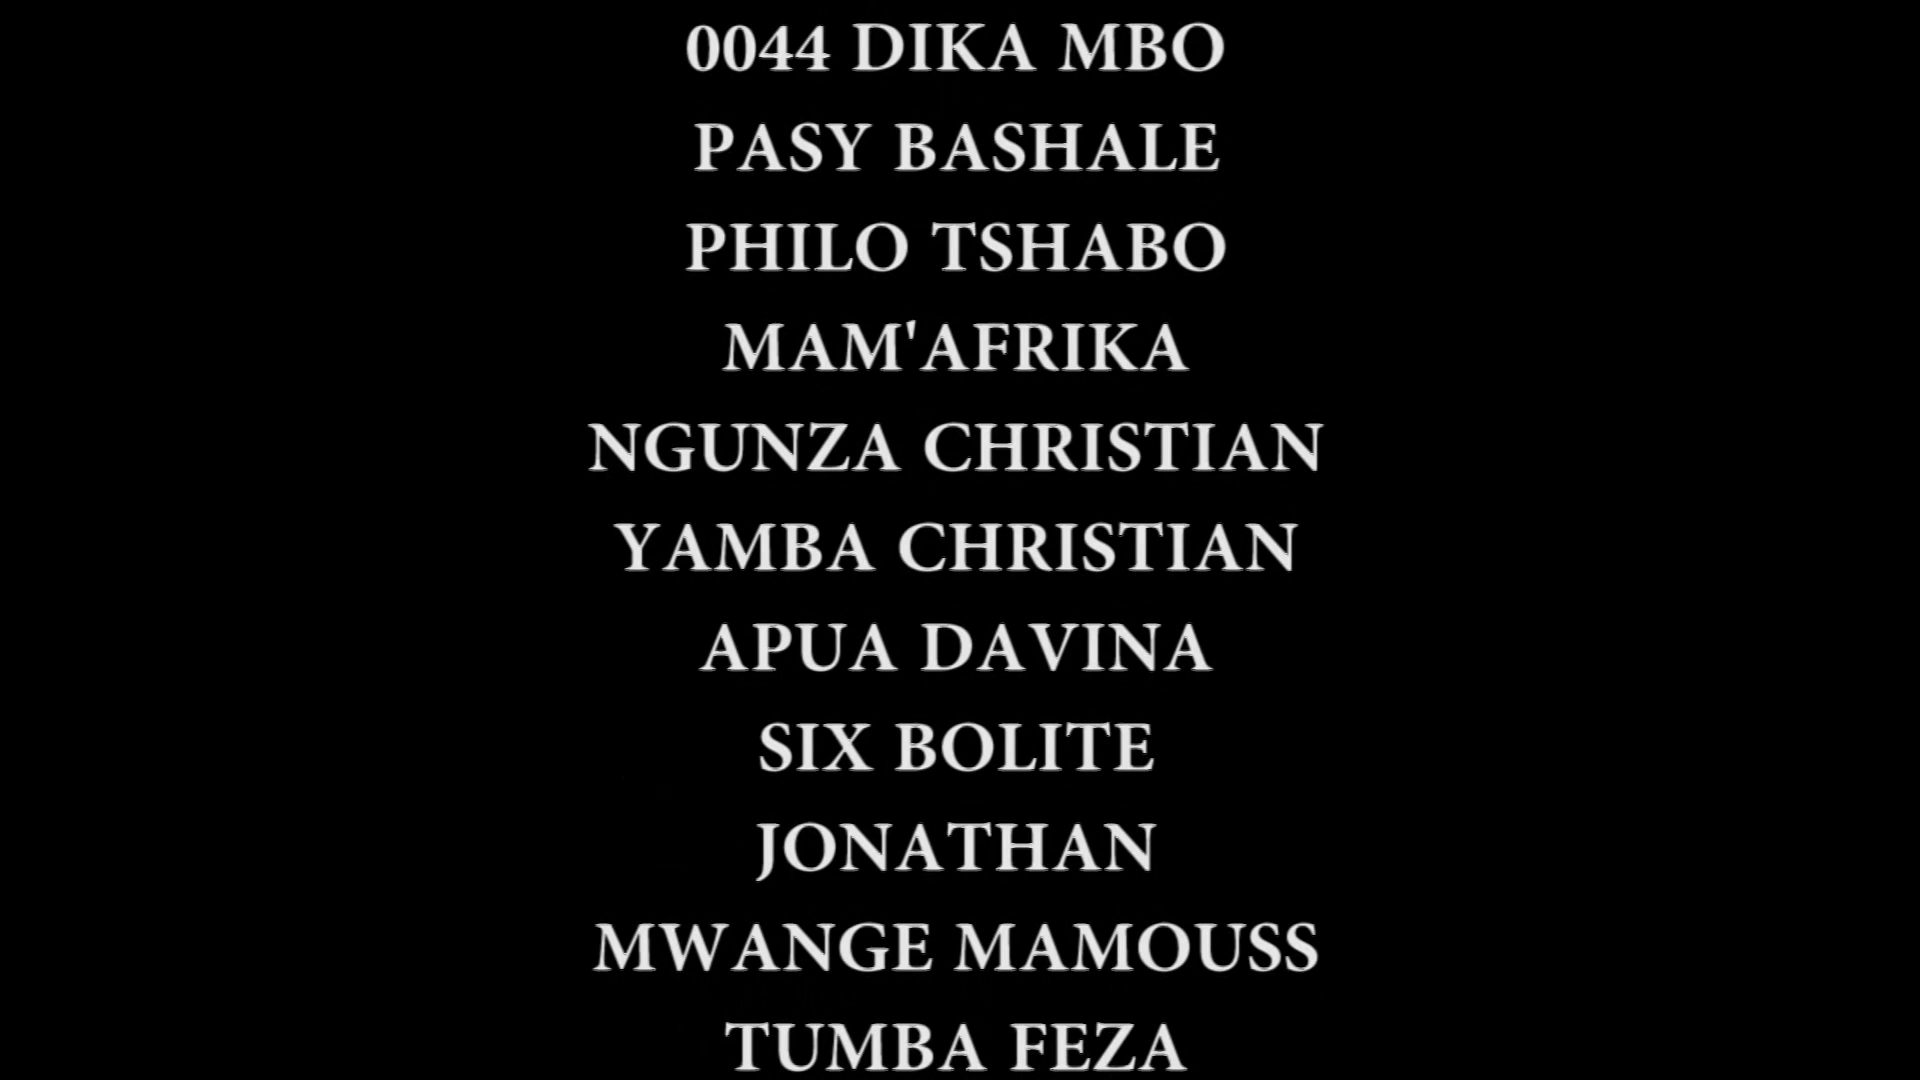 0044 DIKA MBO
PASY BASHALE
PHILO TSHABO
MAM'AFRIKA
NGUNZA CHRISTIAN
YAMBA CHRISTIAN
APUA DAVINA
SIX BOLITE
JONATHAN
MWANGE MAMOUSS
TUMBA FEZA